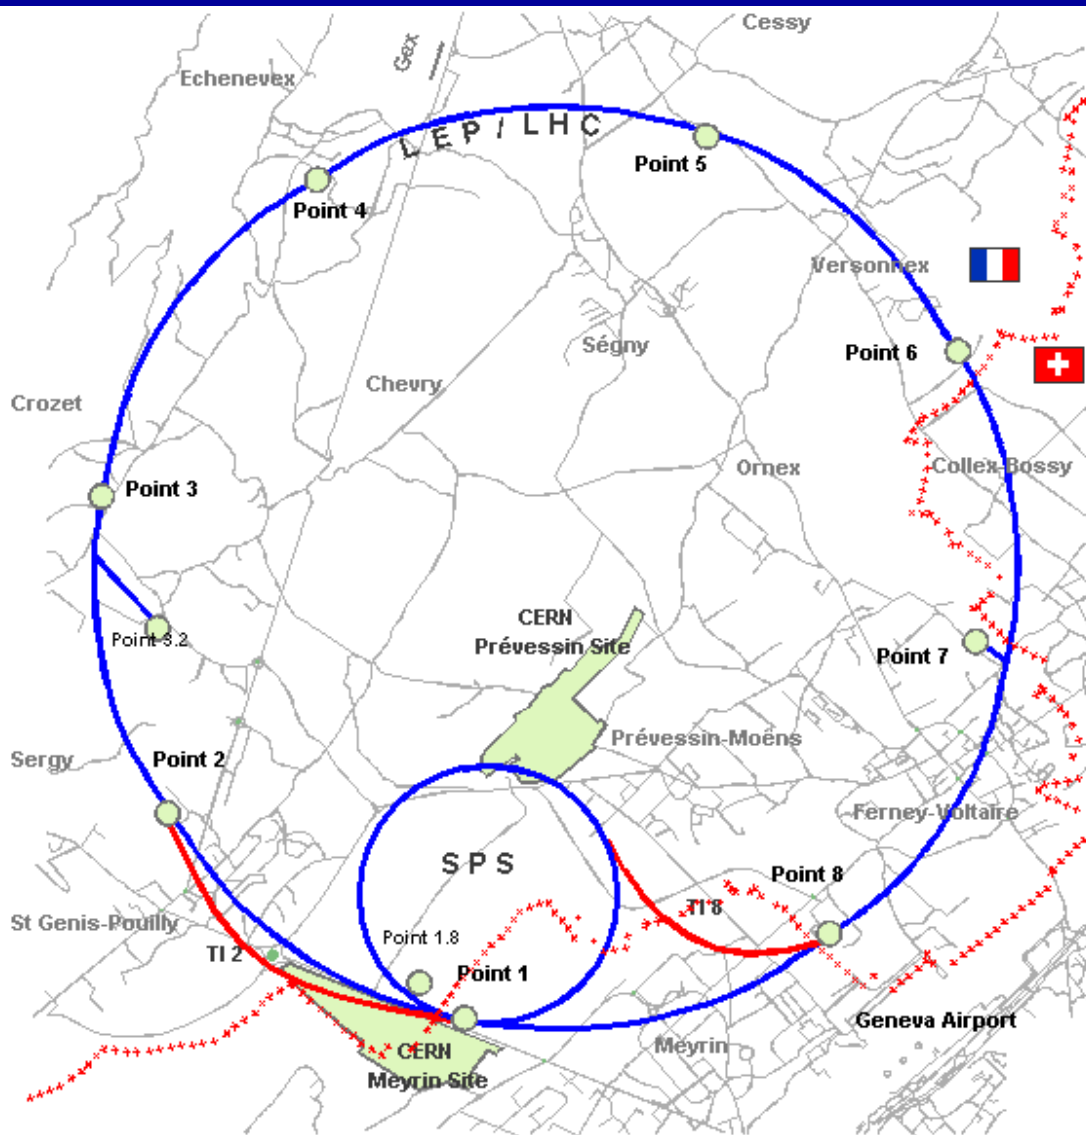 Cessy
Gex
Echenevex
LEP / LHC
Point 5
Point 4
Versonnex
Ségny
Point 6
Chevry
Crozet
Ornex
Collex-Bossy
Point 3
CERN
Prévessin Site
Point 3.2
Point 7
Prévessin-Moëns
Sergy
Point 2
Ferney-Voltaire
SPS
Point 8
TI 8
St Genis-Pouilly
Point 1.8
TI 2
Point 1
Geneva Airport
Meyrin
CERN
Meyrin Site